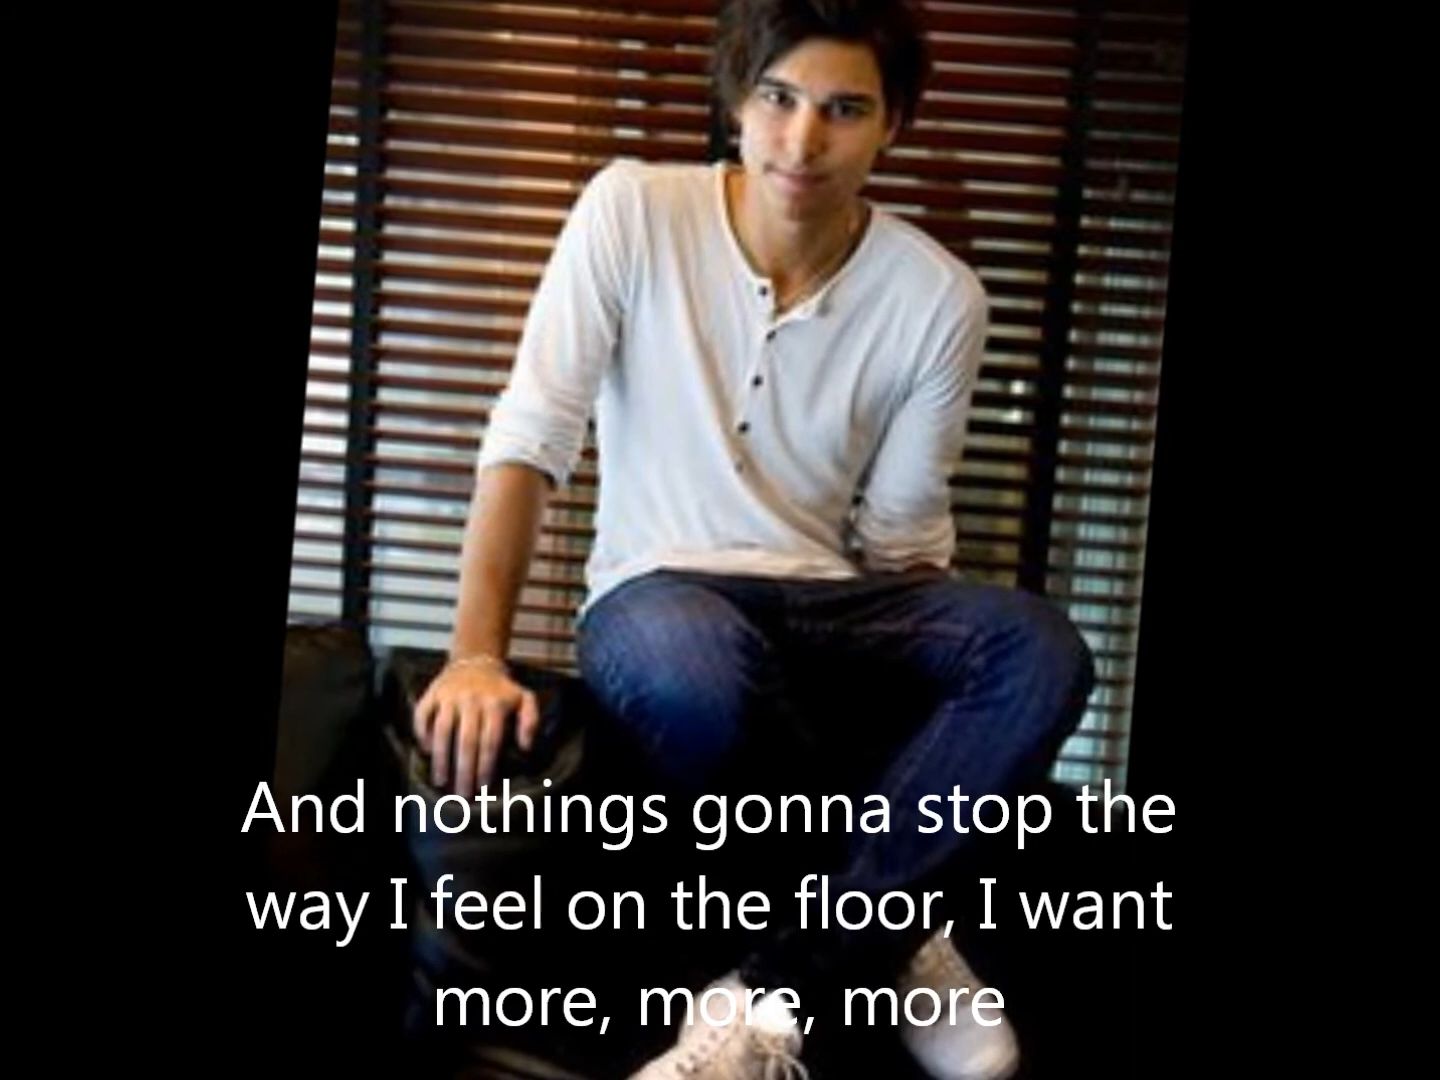 And nothings gonna stop the
way I feel on the floor, I want
more, more, more